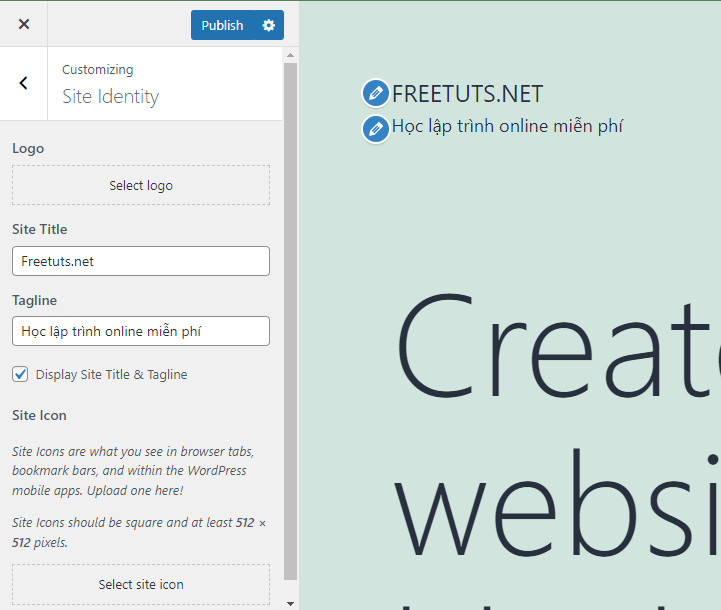 Publish
Customizing
Site Identity
Logo
Select logo
Site Title
Freetuts.net
Tagline
Học lập trình online miễn phí
Display Site Title & Tagline
Site Icon
Site Icons are what you see in browser tabs,
bookmark bars, and within the WordPress
mobile apps. Upload one here!
Site Icons should be square and at least 512 ×
512 pixels.
Select site icon
FREETUTS.NET
Học lập trình online miễn phí
Creat
websi